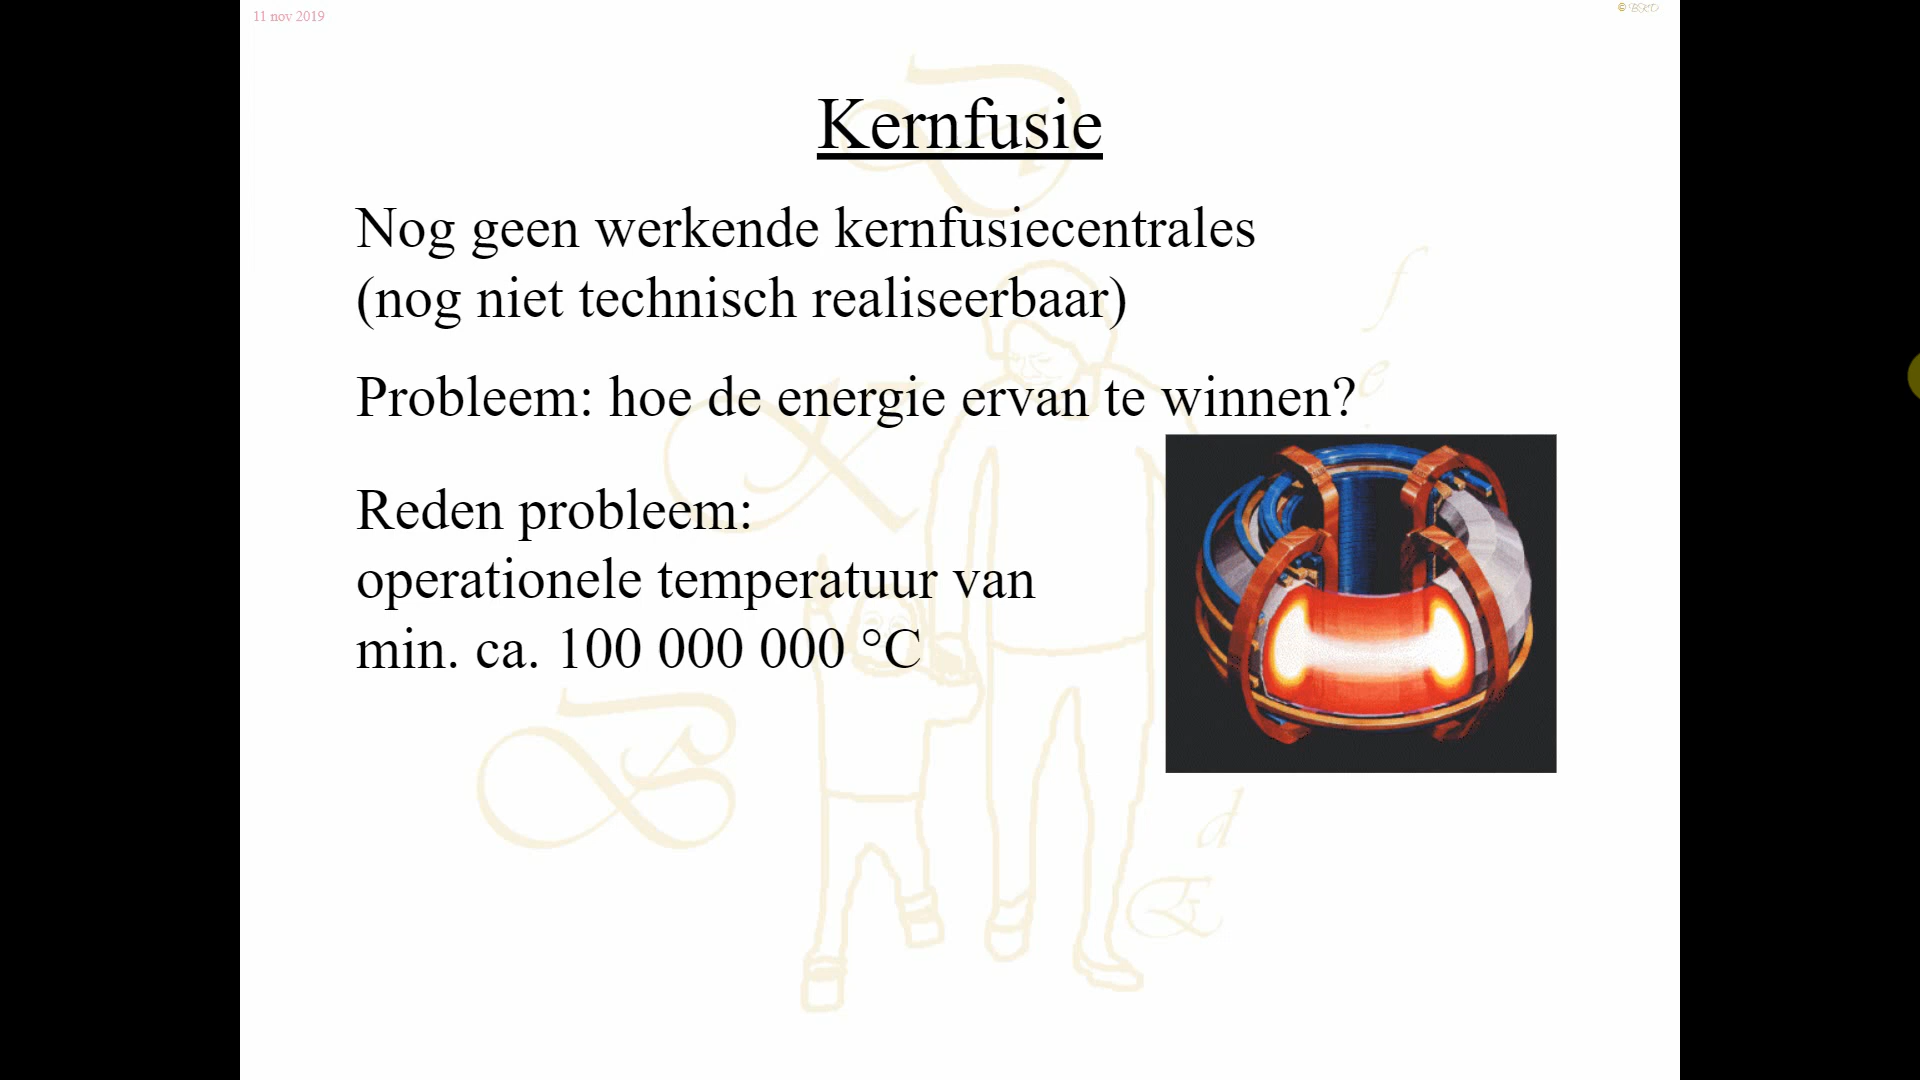 11 nov 2019
© BKD
Kernfusie
Nog geen werkende kernfusiecentrales
(nog niet technisch realiseerbaar)
Probleem: hoe de energie ervan te winnen?
Reden probleem:
operationele temperatuur van
min. ca. 100 000 000 °C